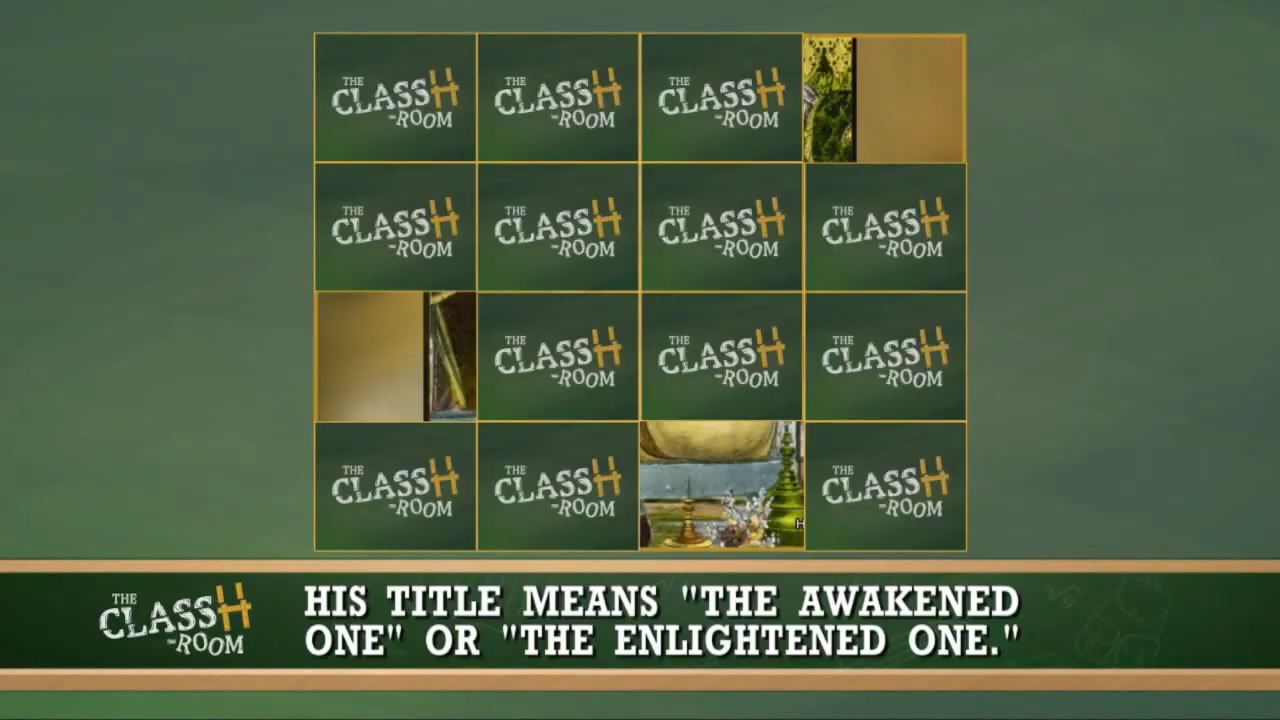 THE CLASSH -ROOM THE CLASSH -ROOM THE CLASSH -ROOM
THE CLASSH -ROOM THE CLASSH -ROOM THE CLASSH -ROOM THE CLASSH -ROOM
THE CLASSH -ROOM THE CLASSH -ROOM THE CLASSH -ROOM
THE CLASSH -ROOM THE CLASSH -ROOM H THE CLASSH -ROOM
THE CLASSH -ROOM
HIS TITLE MEANS "THE AWAKENED
ONE" OR "THE ENLIGHTENED ONE."